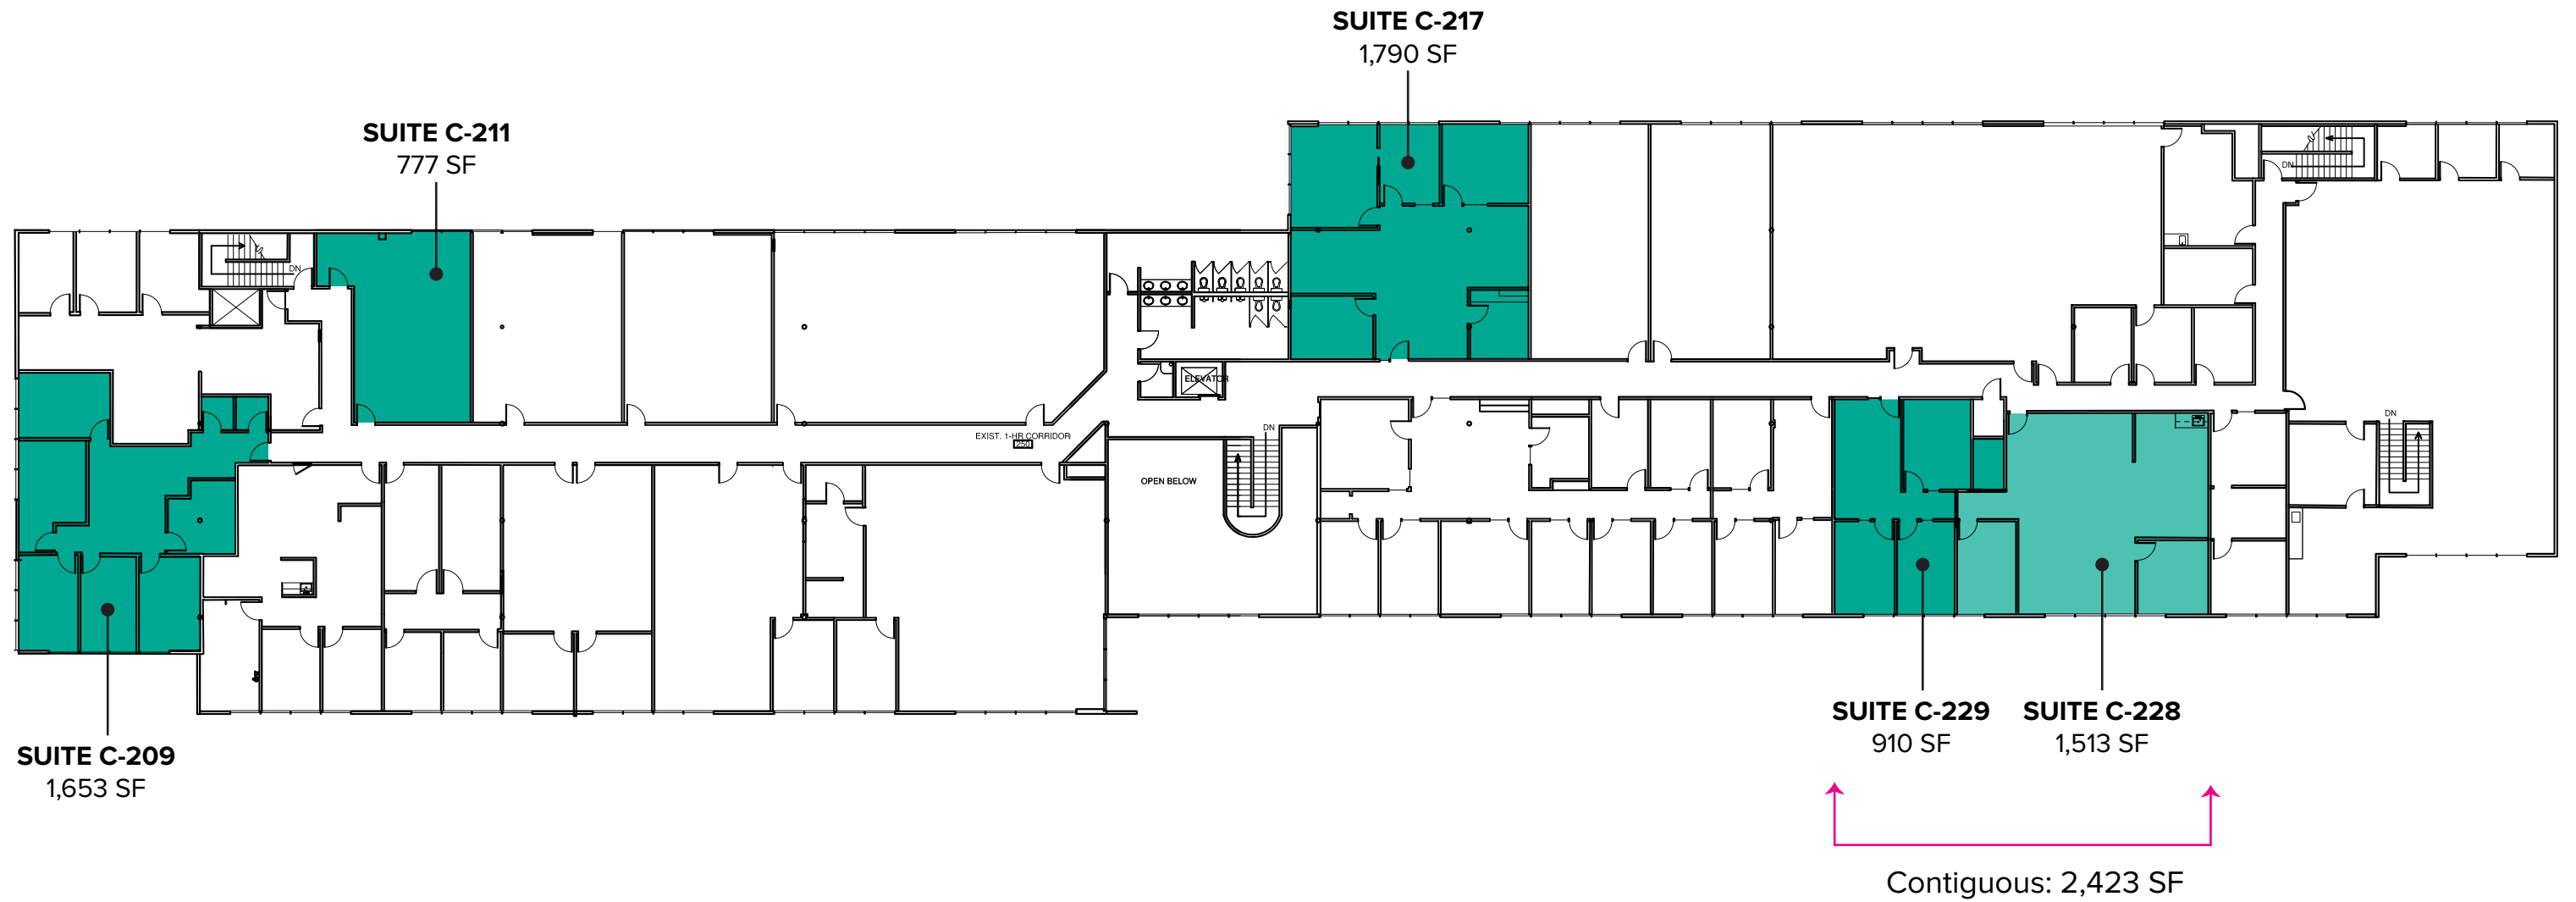 SUITE C-217
1,790 SF
SUITE C-211
777 SF
DN
DN
ELEVATOR
EXIST. 1-HR CORRIDOR
250
DN
DN
OPEN BELOW
SUITE C-229
910 SF
SUITE C-228
1,513 SF
SUITE C-209
1,653 SF
Contiguous: 2,423 SF